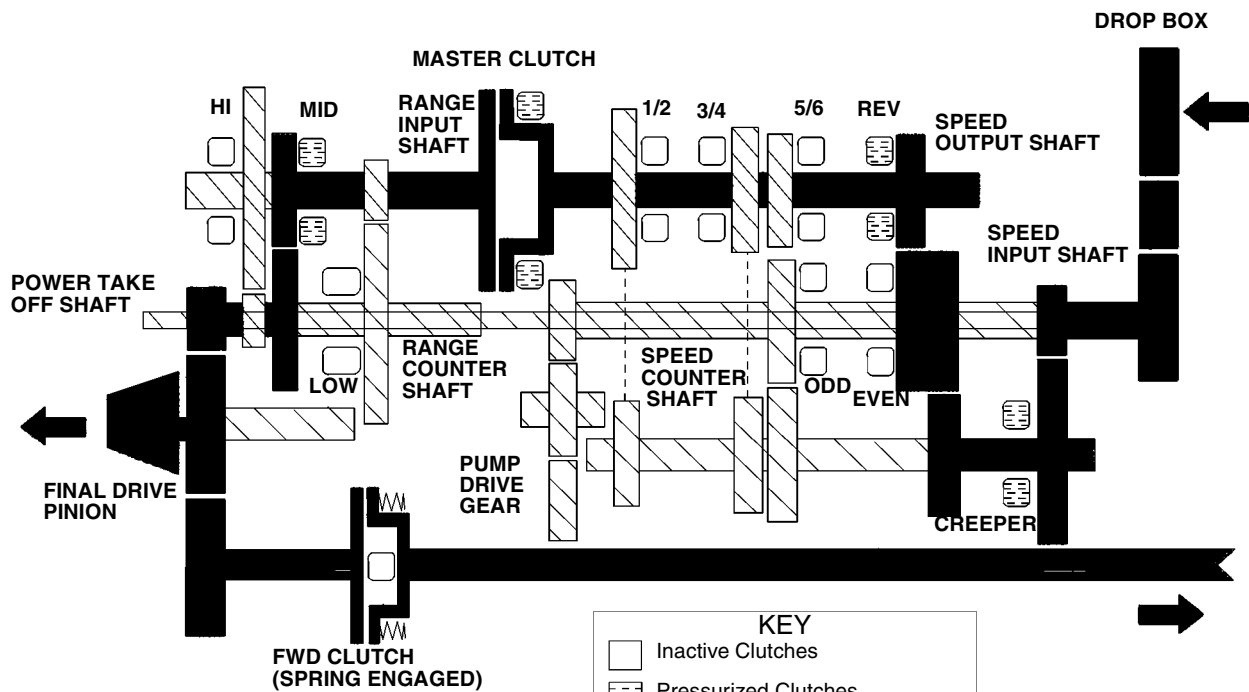 DROP BOX
MASTER CLUTCH
HI
MID
RANGE
INPUT
SHAFT
1/2
3/4
5/6
REV
SPEED
OUTPUT SHAFT
SPEED
INPUT SHAFT
POWER TAKE
OFF SHAFT
LOW
RANGE
COUNTER
SHAFT
SPEED
COUNTER
SHAFT
ODD
EVEN
FINAL DRIVE
PINION
PUMP
DRIVE
GEAR
CREEPER
FWD CLUTCH
(SPRING ENGAGED)
KEY
Inactive Clutches
Pressurized Clutches